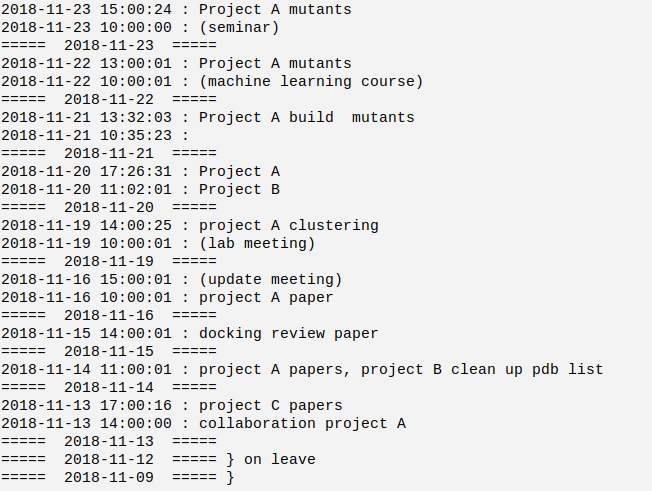 2018-11-23 15:00:24 : Project A mutants
2018-11-23 10:00:00 : (seminar)
=====  2018-11-23  =====
2018-11-22 13:00:01 : Project A mutants
2018-11-22 10:00:01 : (machine learning course)
=====  2018-11-22  =====
2018-11-21 13:32:03 : Project A build  mutants
2018-11-21 10:35:23 :
=====  2018-11-21  =====
2018-11-20 17:26:31 : Project A
2018-11-20 11:02:01 : Project B
=====  2018-11-20  =====
2018-11-19 14:00:25 : project A clustering
2018-11-19 10:00:01 : (lab meeting)
=====  2018-11-19  =====
2018-11-16 15:00:01 : (update meeting)
2018-11-16 10:00:01 : project A paper
=====  2018-11-16  =====
2018-11-15 14:00:01 : docking review paper
=====  2018-11-15  =====
2018-11-14 11:00:01 : project A papers, project B clean up pdb list
=====  2018-11-14  =====
2018-11-13 17:00:16 : project C papers
2018-11-13 14:00:00 : collaboration project A
=====  2018-11-13  =====
=====  2018-11-12  ===== } on leave
=====  2018-11-09  ===== }